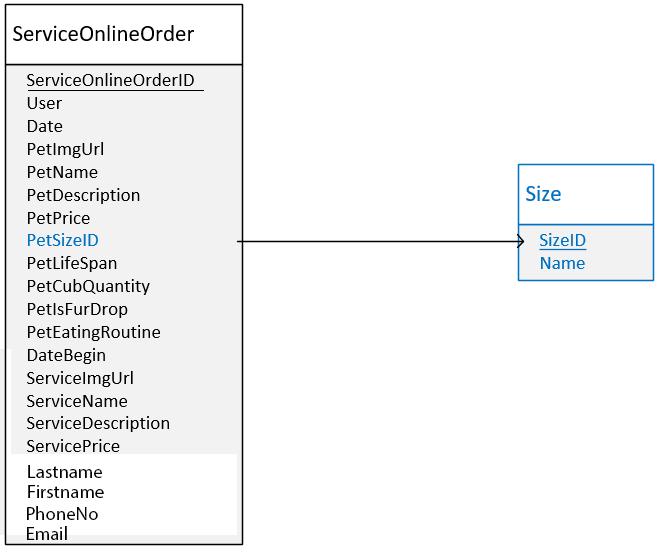 ServiceOnlineOrder
ServiceOnlineOrderID
User
Date
PetImgUrl
PetName
PetDescription
PetPrice
PetSizeID
PetLifeSpan
PetCubQuantity
PetIsFurDrop
PetEatingRoutine
DateBegin
ServiceImgUrl
ServiceName
ServiceDescription
ServicePrice
Lastname
Firstname
PhoneNo
Email
Size
SizeID
Name